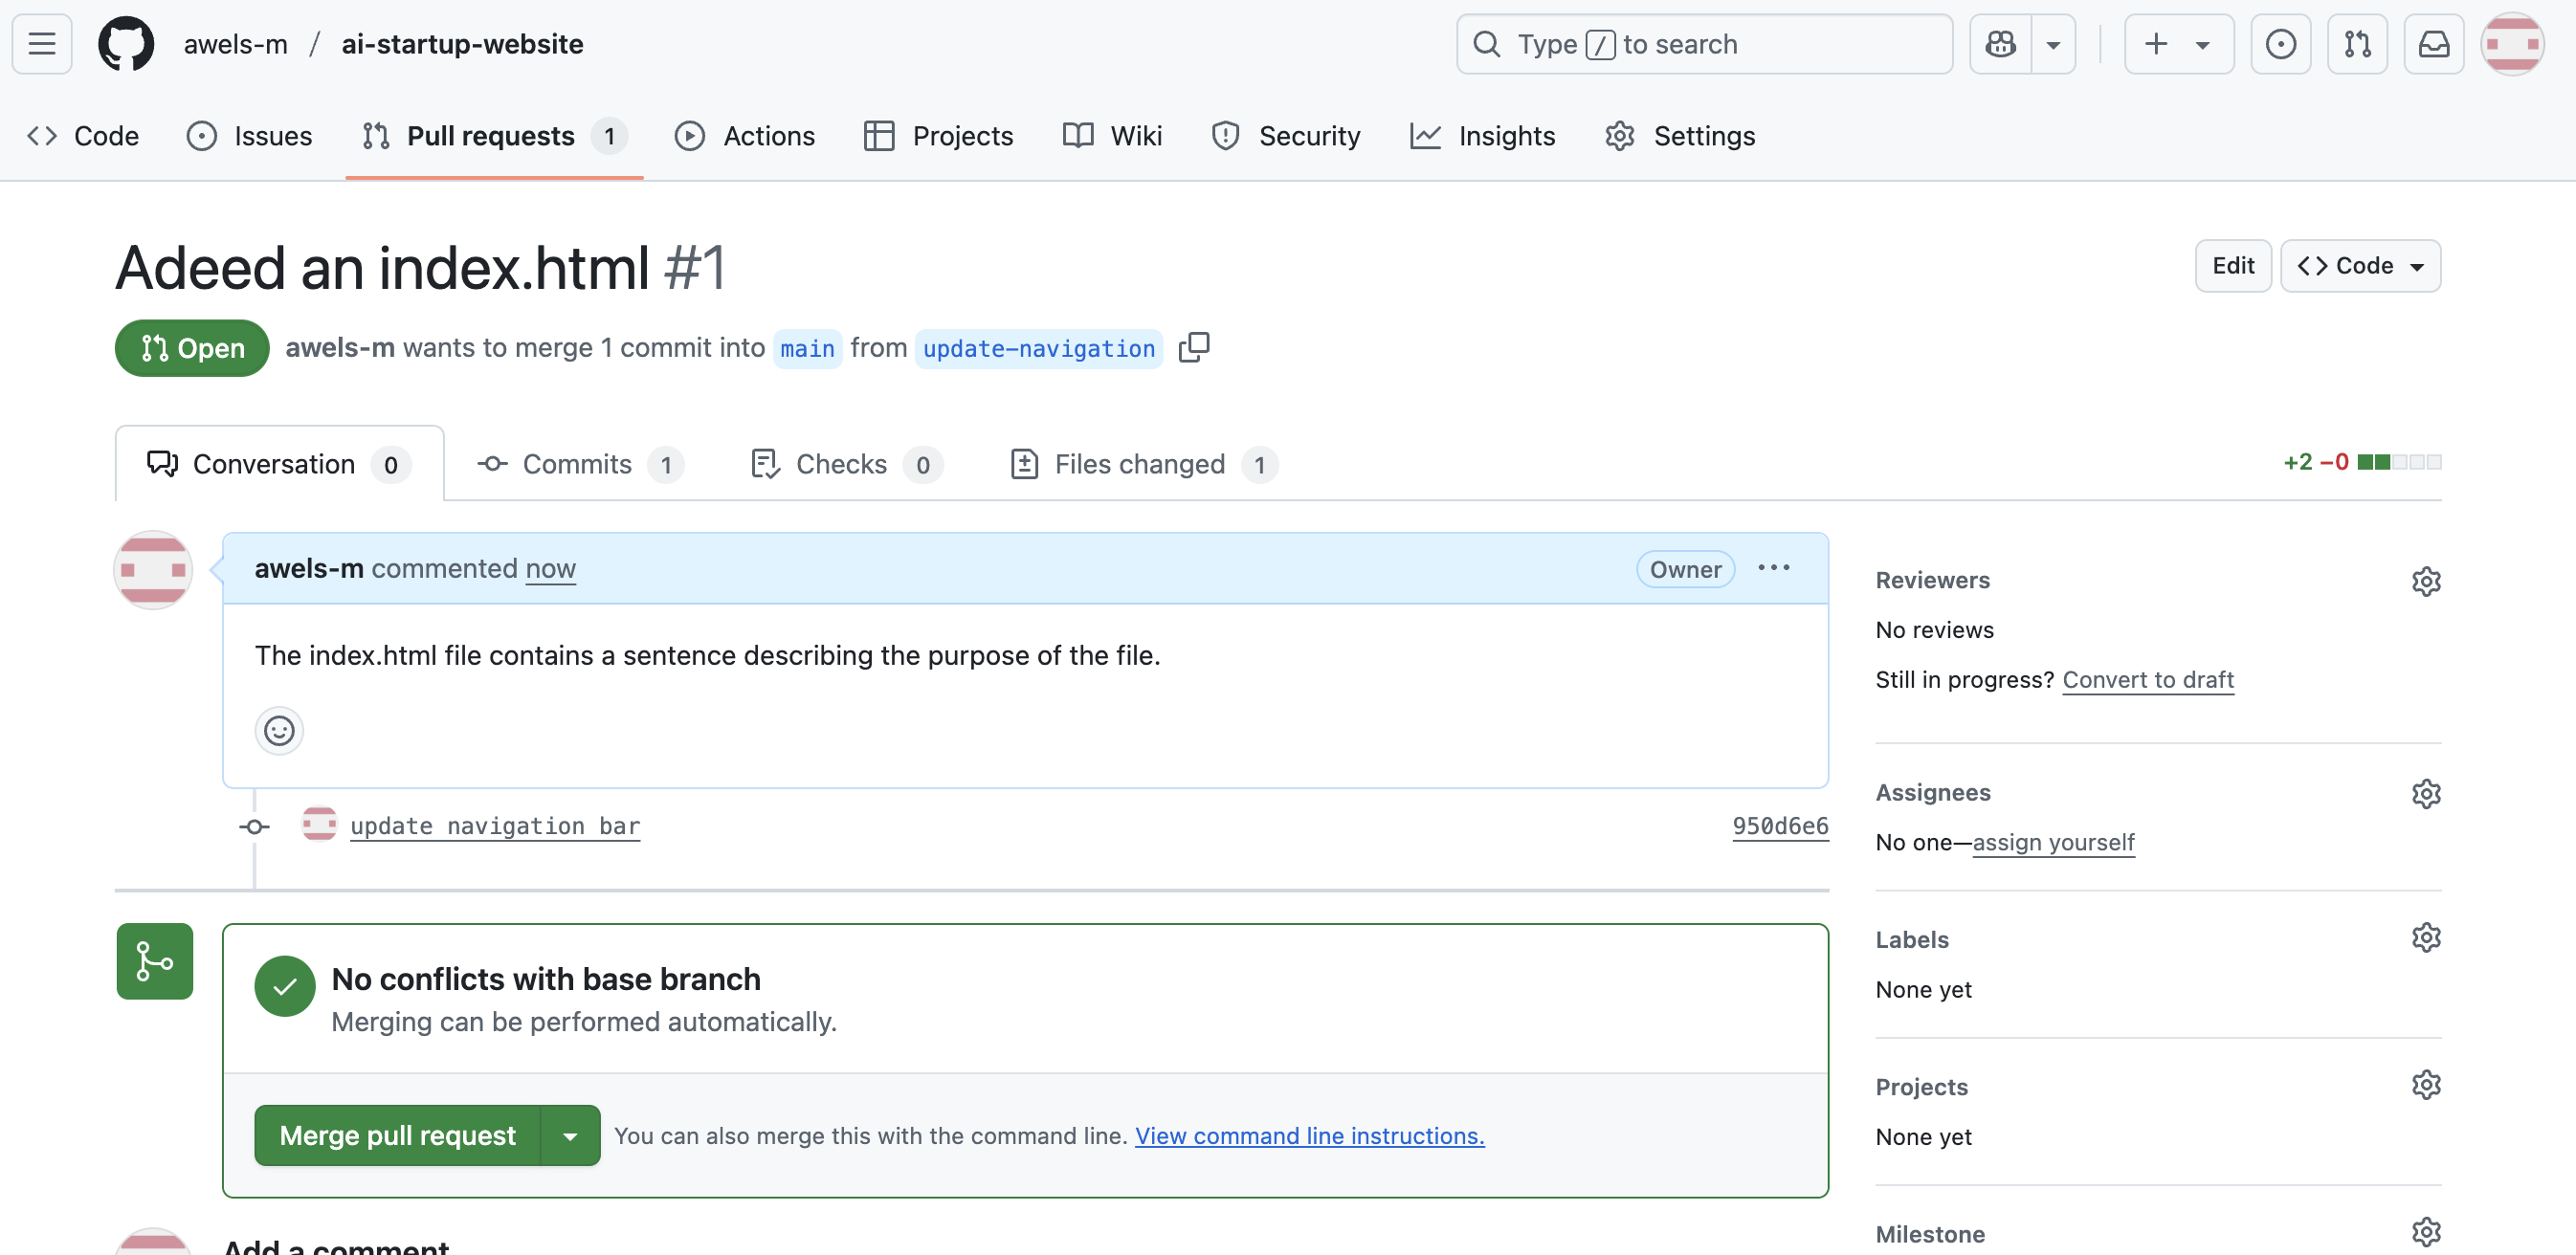 awels-m / ai-startup-website
Type / to search
Code
Issues
Pull requests 1
Actions
Projects
Wiki
Security
Insights
Settings
Adeed an index.html #1
Edit
Code
Open
awels-m wants to merge 1 commit into main from update-navigation
Conversation 0
Commits 1
Checks 0
Files changed 1
+2 −0
awels-m commented now
Owner
The index.html file contains a sentence describing the purpose of the file.
update navigation bar
950d6e6
No conflicts with base branch
Merging can be performed automatically.
Merge pull request
You can also merge this with the command line. View command line instructions.
Add a comment
Reviewers
No reviews
Still in progress? Convert to draft
Assignees
No one—assign yourself
Labels
None yet
Projects
None yet
Milestone